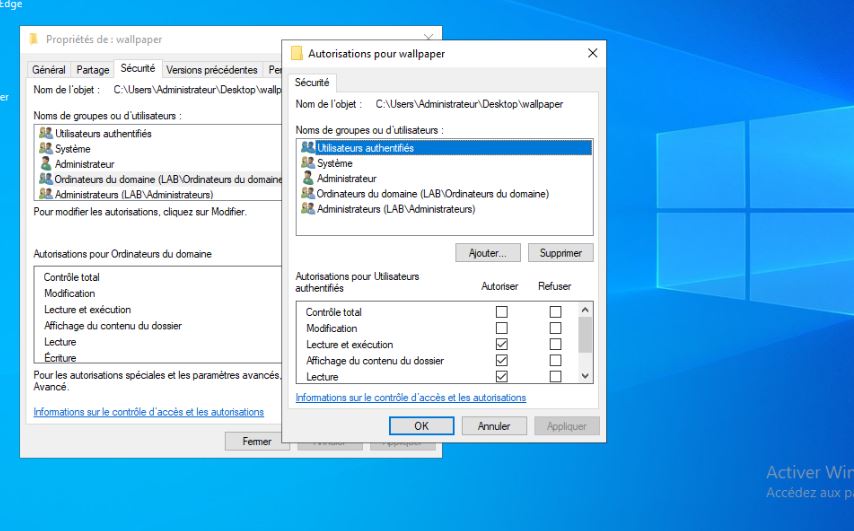 Edge
er
Propriétés de : wallpaper
Général Partage Sécurité Versions précédentes Per
Nom de l'objet : C:\Users\Administrateur\Desktop\wallp
Noms de groupes ou d'utilisateurs :
Utilisateurs authentifiés
Système
Administrateur
Ordinateurs du domaine (LAB\Ordinateurs du domaine
Administrateurs (LAB\Administrateurs)
Pour modifier les autorisations, cliquez sur Modifier.
Autorisations pour Ordinateurs du domaine
Contrôle total
Modification
Lecture et exécution
Affichage du contenu du dossier
Lecture
Écriture
Pour les autorisations spéciales et les paramètres avancés,
Avancé.
Informations sur le contrôle d'accès et les autorisations
Fermer
Autorisations pour wallpaper
Sécurité
Nom de l'objet : C:\Users\Administrateur\Desktop\wallpaper
Noms de groupes ou d'utilisateurs :
Utilisateurs authentifiés
Système
Administrateur
Ordinateurs du domaine (LAB\Ordinateurs du domaine)
Administrateurs (LAB\Administrateurs)
Ajouter... Supprimer
Autorisations pour Utilisateurs
authentifiés Autoriser Refuser
Contrôle total
Modification
Lecture et exécution
Affichage du contenu du dossier
Lecture
Informations sur le contrôle d'accès et les autorisations
OK Annuler Appliquer
Activer Win
Accédez aux pa